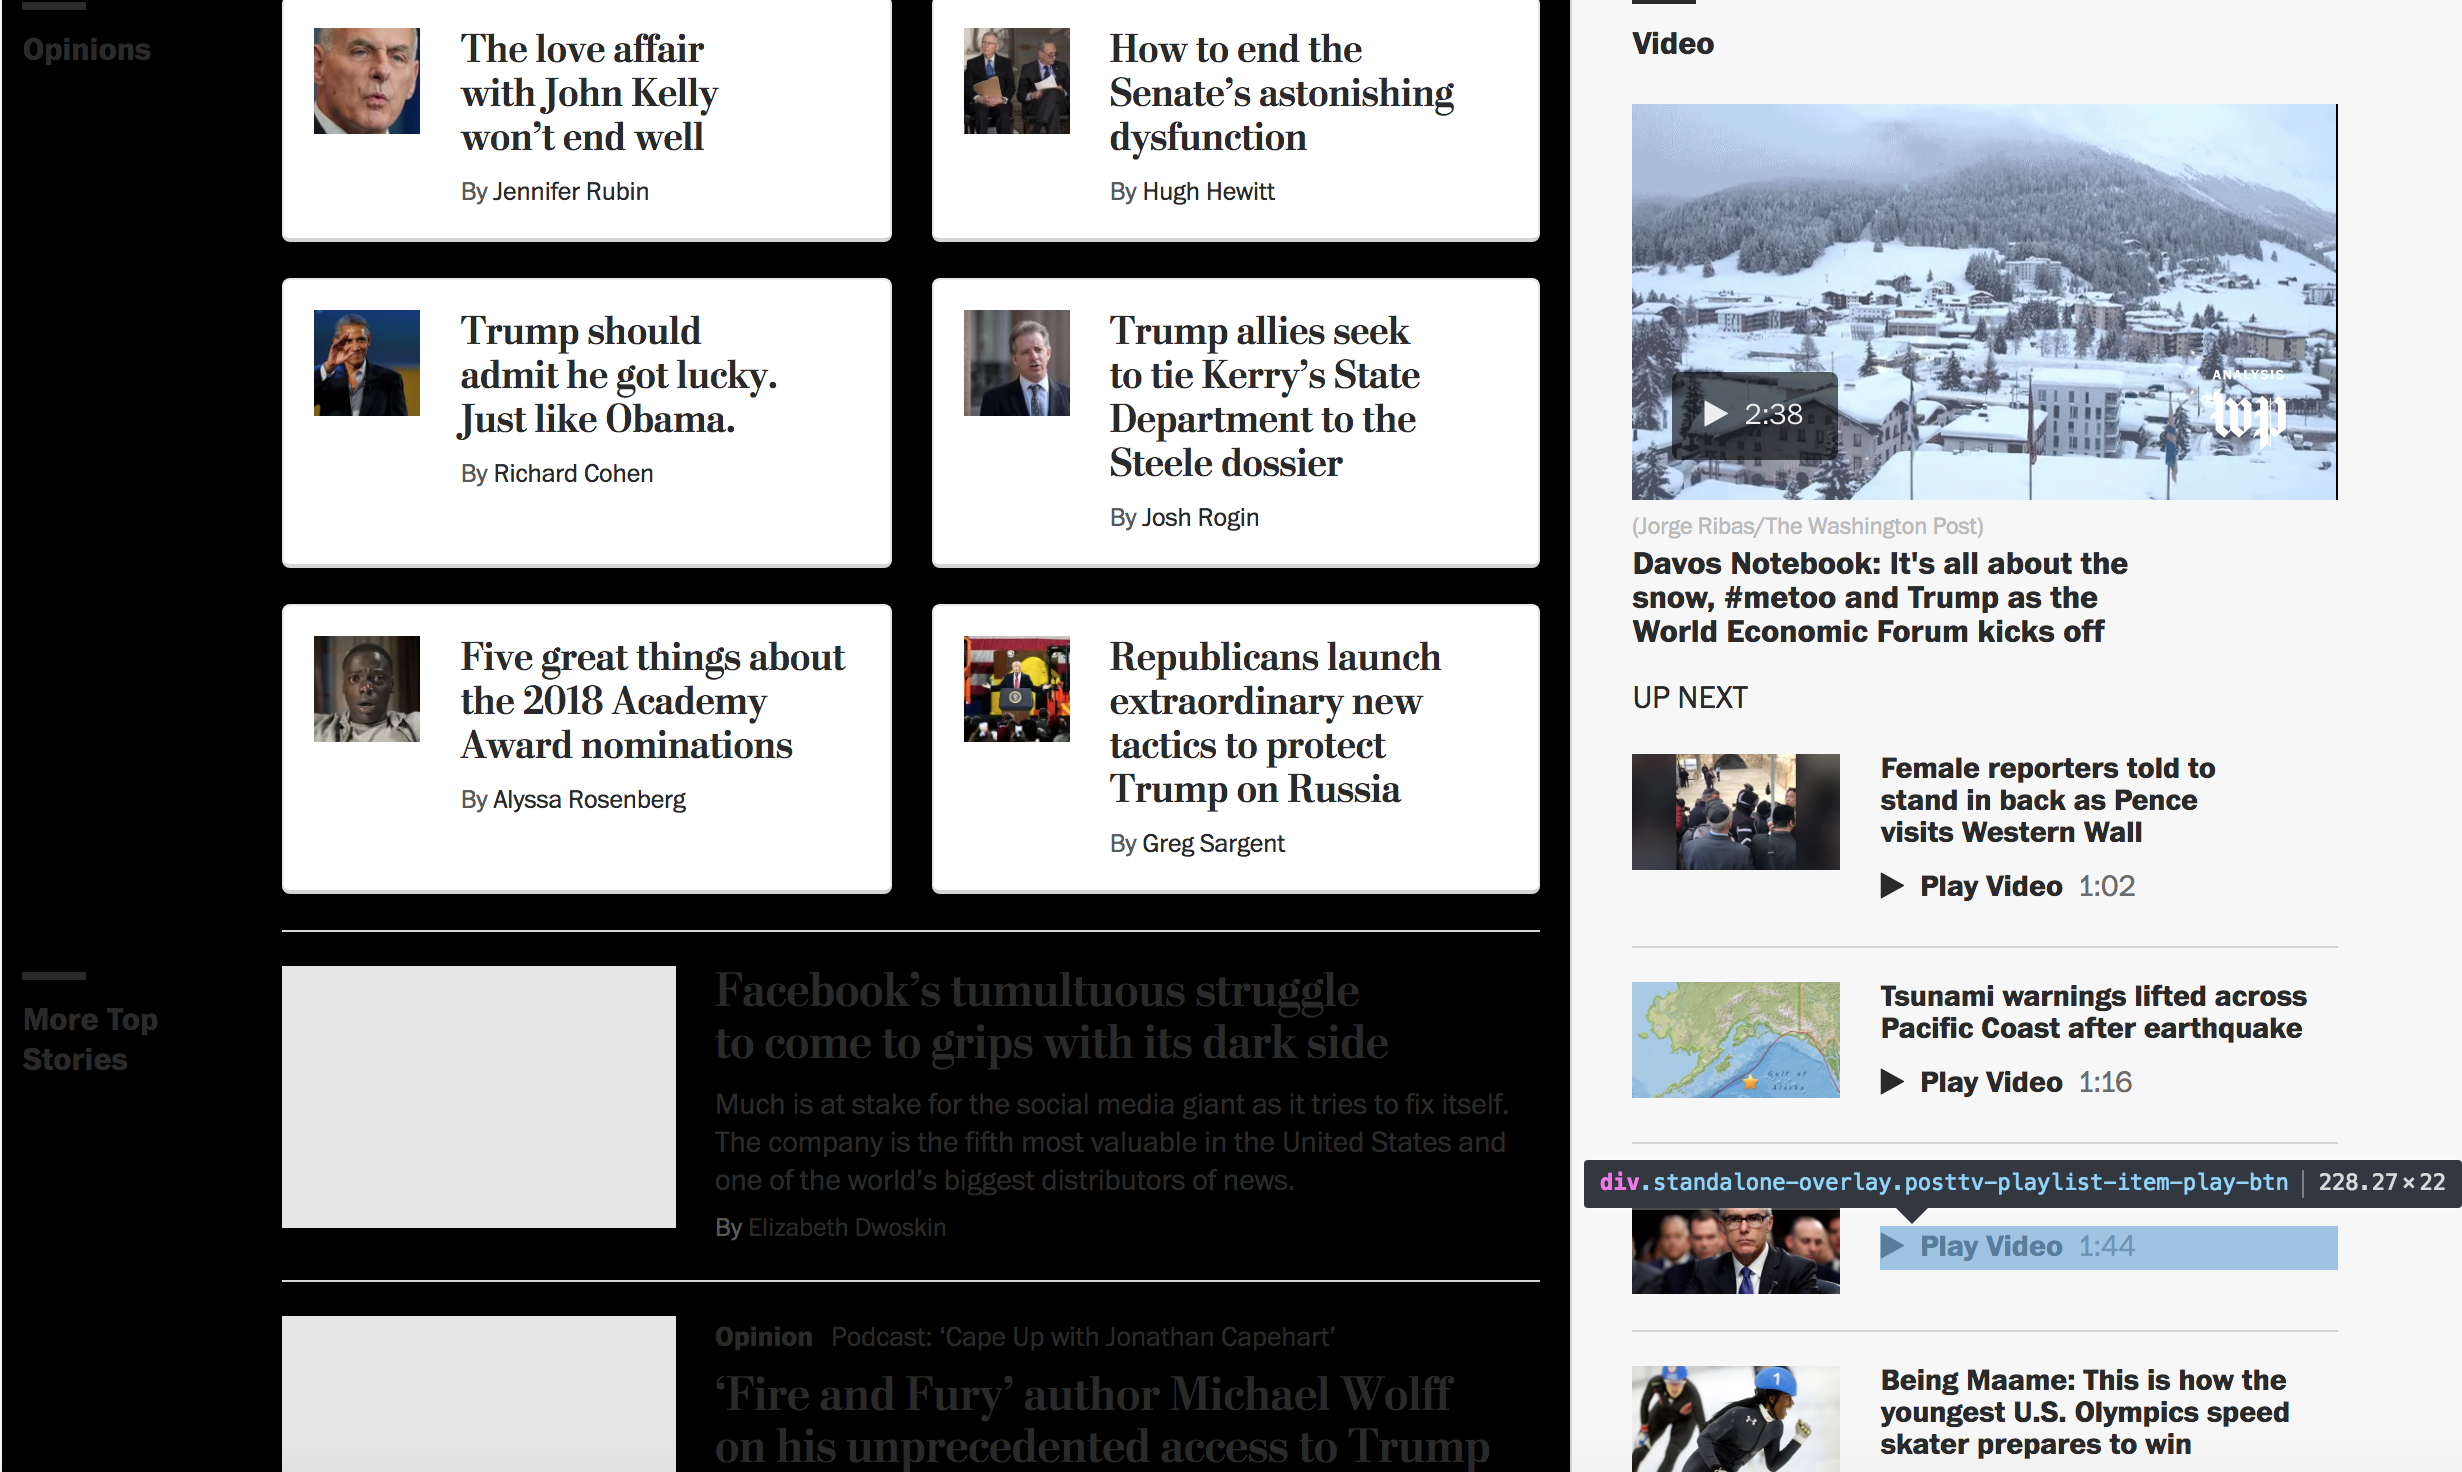 Opinions
The love affair
with John Kelly
won’t end well
By Jennifer Rubin
How to end the
Senate’s astonishing
dysfunction
By Hugh Hewitt
Trump should
admit he got lucky.
Just like Obama.
By Richard Cohen
Trump allies seek
to tie Kerry’s State
Department to the
Steele dossier
By Josh Rogin
Five great things about
the 2018 Academy
Award nominations
By Alyssa Rosenberg
Republicans launch
extraordinary new
tactics to protect
Trump on Russia
By Greg Sargent
More Top
Stories
Facebook’s tumultuous struggle
to come to grips with its dark side
Much is at stake for the social media giant as it tries to fix itself.
The company is the fifth most valuable in the United States and
one of the world’s biggest distributors of news.
By Elizabeth Dwoskin
Opinion Podcast: ‘Cape Up with Jonathan Capehart’
‘Fire and Fury’ author Michael Wolff
on his unprecedented access to Trump
Video
ANALYSIS
wp
2:38
(Jorge Ribas/The Washington Post)
Davos Notebook: It's all about the
snow, #metoo and Trump as the
World Economic Forum kicks off
UP NEXT
Female reporters told to
stand in back as Pence
visits Western Wall
Play Video 1:02
Gulf of
Alaska
Tsunami warnings lifted across
Pacific Coast after earthquake
Play Video 1:16
div.standalone-overlay.posttv-playlist-item-play-btn | 228.27×22
Play Video 1:44
1
Being Maame: This is how the
youngest U.S. Olympics speed
skater prepares to win